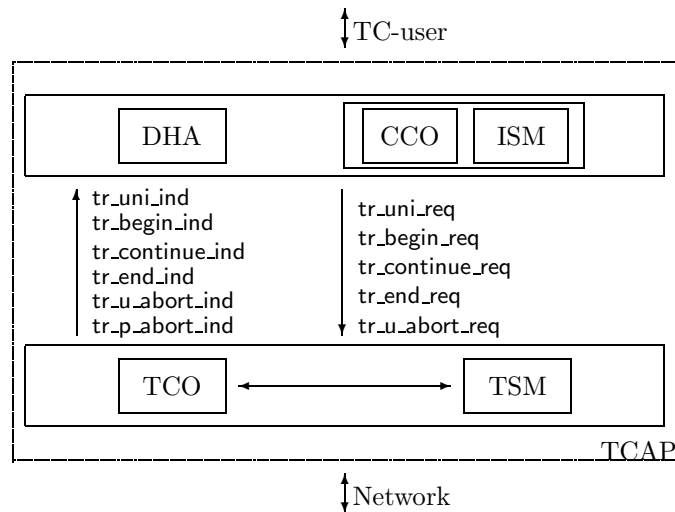 TC-user
DHA
CCO
ISM
tr_uni_ind
tr_begin_ind
tr_continue_ind
tr_end_ind
tr_u_abort_ind
tr_p_abort_ind
tr_uni_req
tr_begin_req
tr_continue_req
tr_end_req
tr_u_abort_req
TCO
TSM
TCAP
Network